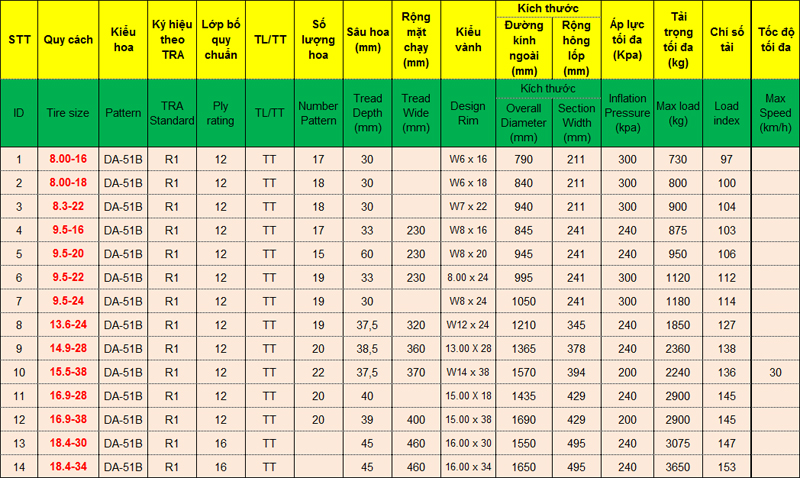 STT | Quy cách | Kiểu hoa | Ký hiệu theo TRA | Lớp bố quy chuẩn | TL/TT | Số lượng hoa | Sâu hoa (mm) | Rộng mặt chạy (mm) | Kiểu vành | Kích thước | Áp lực tối đa (Kpa) | Tải trọng tối đa (kg) | Chỉ số tải | Tốc độ tối đa
Đường kính ngoài (mm) | Rộng hông lốp (mm)
ID | Tire size | Pattern | TRA Standard | Ply rating | TL/TT | Number Pattern | Tread Depth (mm) | Tread Wide (mm) | Design Rim | Kích thước | Inflation Pressure (kpa) | Max load (kg) | Load index | Max Speed (km/h)
Overall Diameter (mm) | Section Width (mm)
1 | 8.00-16 | DA-51B | R1 | 12 | TT | 17 | 30 | | W6 x 16 | 790 | 211 | 300 | 730 | 97
2 | 8.00-18 | DA-51B | R1 | 12 | TT | 18 | 30 | | W6 x 18 | 840 | 211 | 300 | 800 | 100
3 | 8.3-22 | DA-51B | R1 | 12 | TT | 18 | 30 | | W7 x 22 | 940 | 211 | 300 | 900 | 104
4 | 9.5-16 | DA-51B | R1 | 12 | TT | 17 | 33 | 230 | W8 x 16 | 845 | 241 | 240 | 875 | 103
5 | 9.5-20 | DA-51B | R1 | 12 | TT | 15 | 60 | 230 | W8 x 20 | 945 | 241 | 240 | 950 | 106
6 | 9.5-22 | DA-51B | R1 | 12 | TT | 19 | 33 | 230 | 8.00 x 24 | 995 | 241 | 300 | 1120 | 112
7 | 9.5-24 | DA-51B | R1 | 12 | TT | 19 | 30 | | W8 x 24 | 1050 | 241 | 300 | 1180 | 114
8 | 13.6-24 | DA-51B | R1 | 12 | TT | 19 | 37,5 | 320 | W12 x 24 | 1210 | 345 | 240 | 1850 | 127
9 | 14.9-28 | DA-51B | R1 | 12 | TT | 20 | 38,5 | 360 | 13.00 X 28 | 1365 | 378 | 240 | 2360 | 138
10 | 15.5-38 | DA-51B | R1 | 12 | TT | 22 | 37,5 | 370 | W14 x 38 | 1570 | 394 | 200 | 2240 | 136 | 30
11 | 16.9-28 | DA-51B | R1 | 12 | TT | 20 | 40 | | 15.00 X 18 | 1435 | 429 | 240 | 2900 | 145
12 | 16.9-38 | DA-51B | R1 | 12 | TT | 20 | 39 | 400 | 15.00 x 38 | 1690 | 429 | 200 | 2900 | 145
13 | 18.4-30 | DA-51B | R1 | 16 | TT | | 45 | 460 | 16.00 x 30 | 1550 | 495 | 240 | 3075 | 147
14 | 18.4-34 | DA-51B | R1 | 16 | TT | | 45 | 460 | 16.00 x 34 | 1650 | 495 | 240 | 3650 | 153